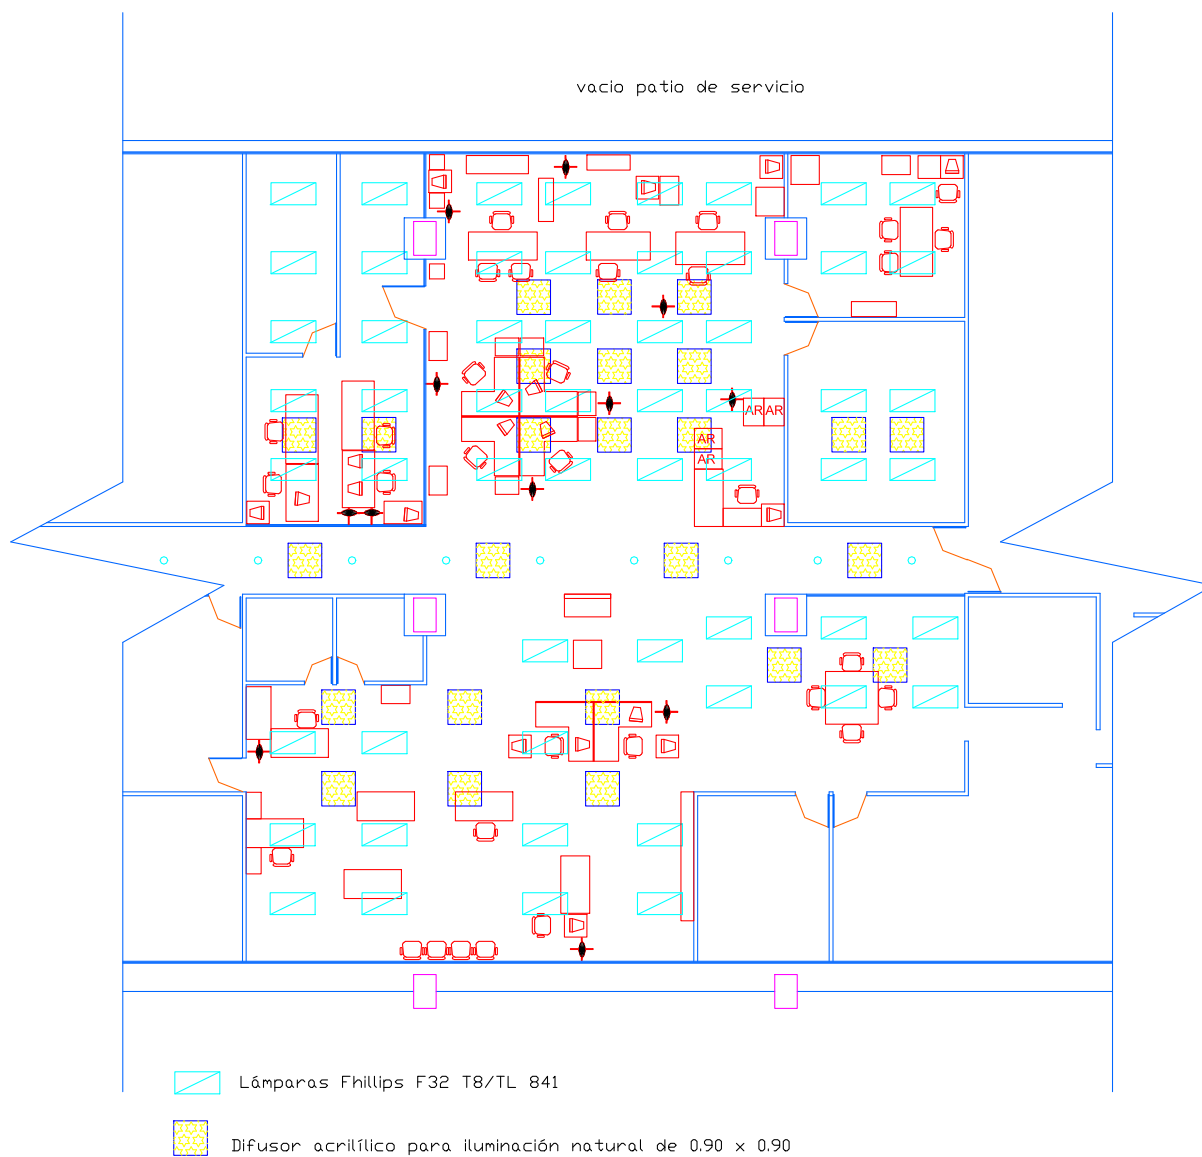 vacio patio de servicio
AR AR
AR
AR
Lámparas Fhillips F32 T8/TL 841
Difusor acrilílico para iluminación natural de 0.90 x 0.90